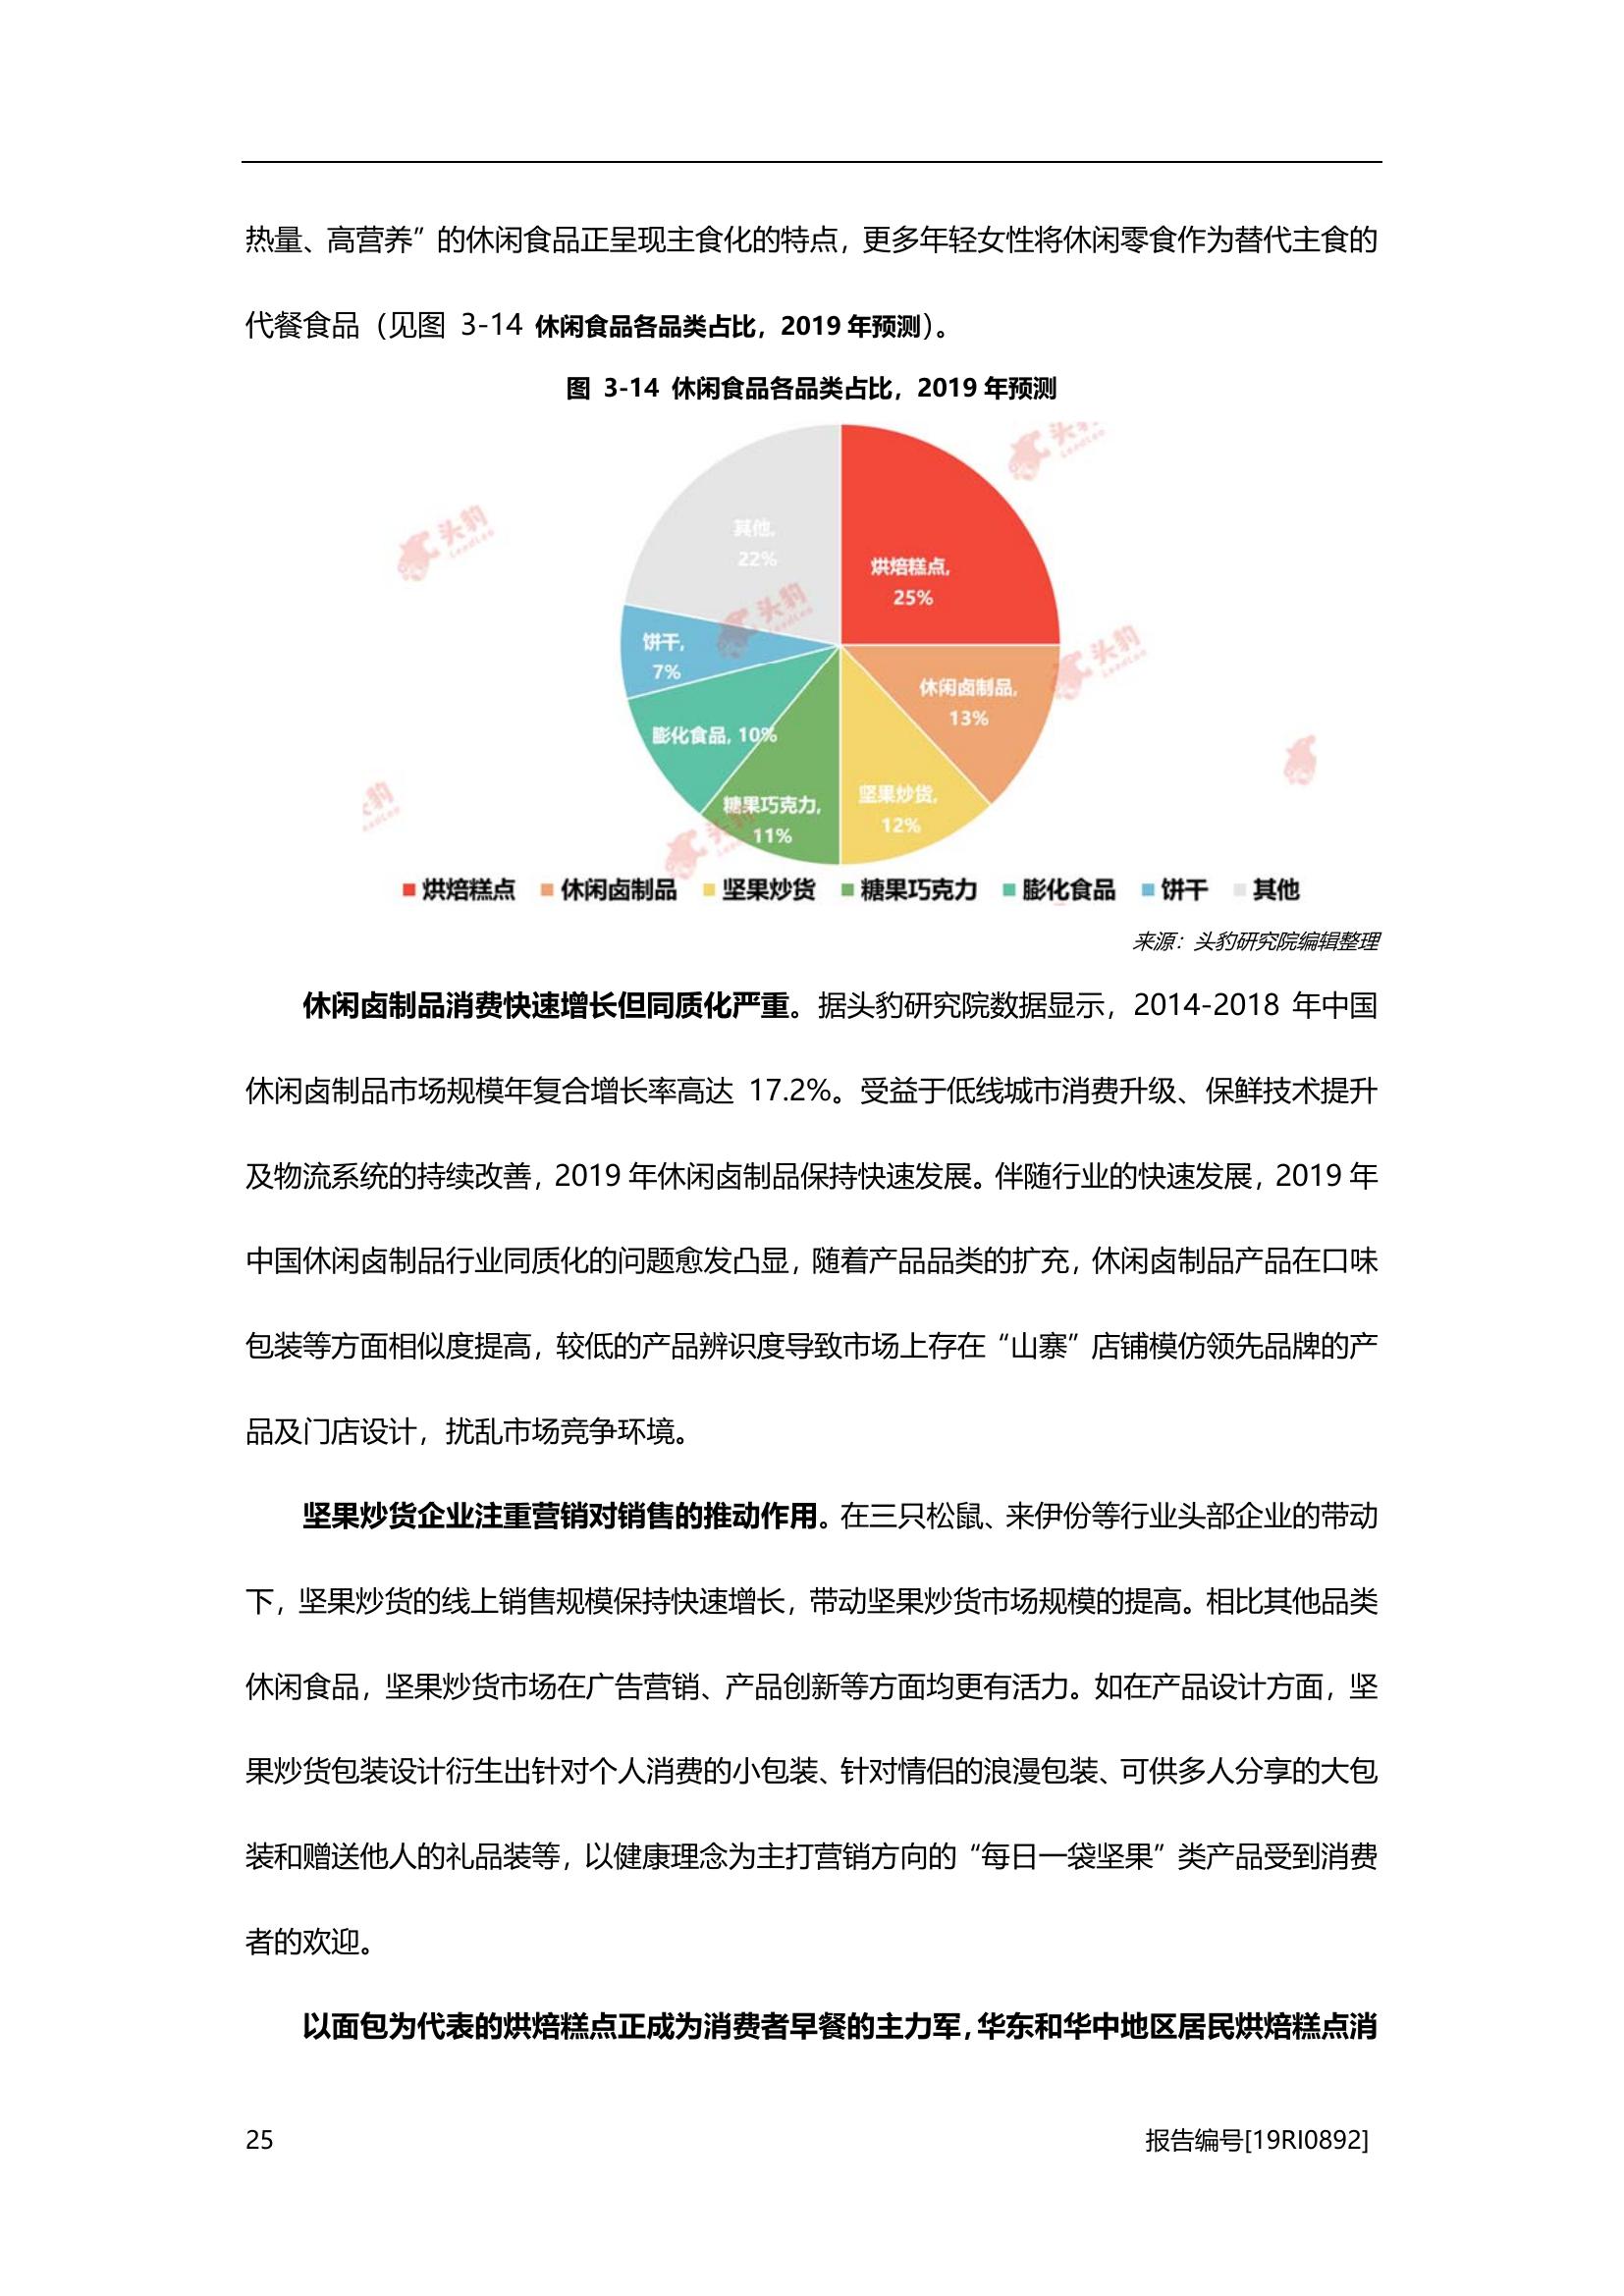 热量、高营养”的休闲食品正呈现主食化的特点，更多年轻女性将休闲零食作为替代主食的
代餐食品（见图 3-14 休闲食品各品类占比，2019 年预测）。
图 3-14 休闲食品各品类占比，2019 年预测
其他,
22%
烘焙糕点,
25%
饼干,
7%
休闲卤制品,
13%
膨化食品, 10%
糖果巧克力,
11%
坚果炒货,
12%
头豹
LeadLeo
烘焙糕点 休闲卤制品 坚果炒货 糖果巧克力 膨化食品 饼干 其他
来源：头豹研究院编辑整理
休闲卤制品消费快速增长但同质化严重。据头豹研究院数据显示，2014-2018 年中国
休闲卤制品市场规模年复合增长率高达 17.2%。受益于低线城市消费升级、保鲜技术提升
及物流系统的持续改善，2019 年休闲卤制品保持快速发展。伴随行业的快速发展，2019 年
中国休闲卤制品行业同质化的问题愈发凸显，随着产品品类的扩充，休闲卤制品产品在口味
包装等方面相似度提高，较低的产品辨识度导致市场上存在“山寨”店铺模仿领先品牌的产
品及门店设计，扰乱市场竞争环境。
坚果炒货企业注重营销对销售的推动作用。在三只松鼠、来伊份等行业头部企业的带动
下，坚果炒货的线上销售规模保持快速增长，带动坚果炒货市场规模的提高。相比其他品类
休闲食品，坚果炒货市场在广告营销、产品创新等方面均更有活力。如在产品设计方面，坚
果炒货包装设计衍生出针对个人消费的小包装、针对情侣的浪漫包装、可供多人分享的大包
装和赠送他人的礼品装等，以健康理念为主打营销方向的“每日一袋坚果”类产品受到消费
者的欢迎。
以面包为代表的烘焙糕点正成为消费者早餐的主力军，华东和华中地区居民烘焙糕点消
25 报告编号[19RI0892]